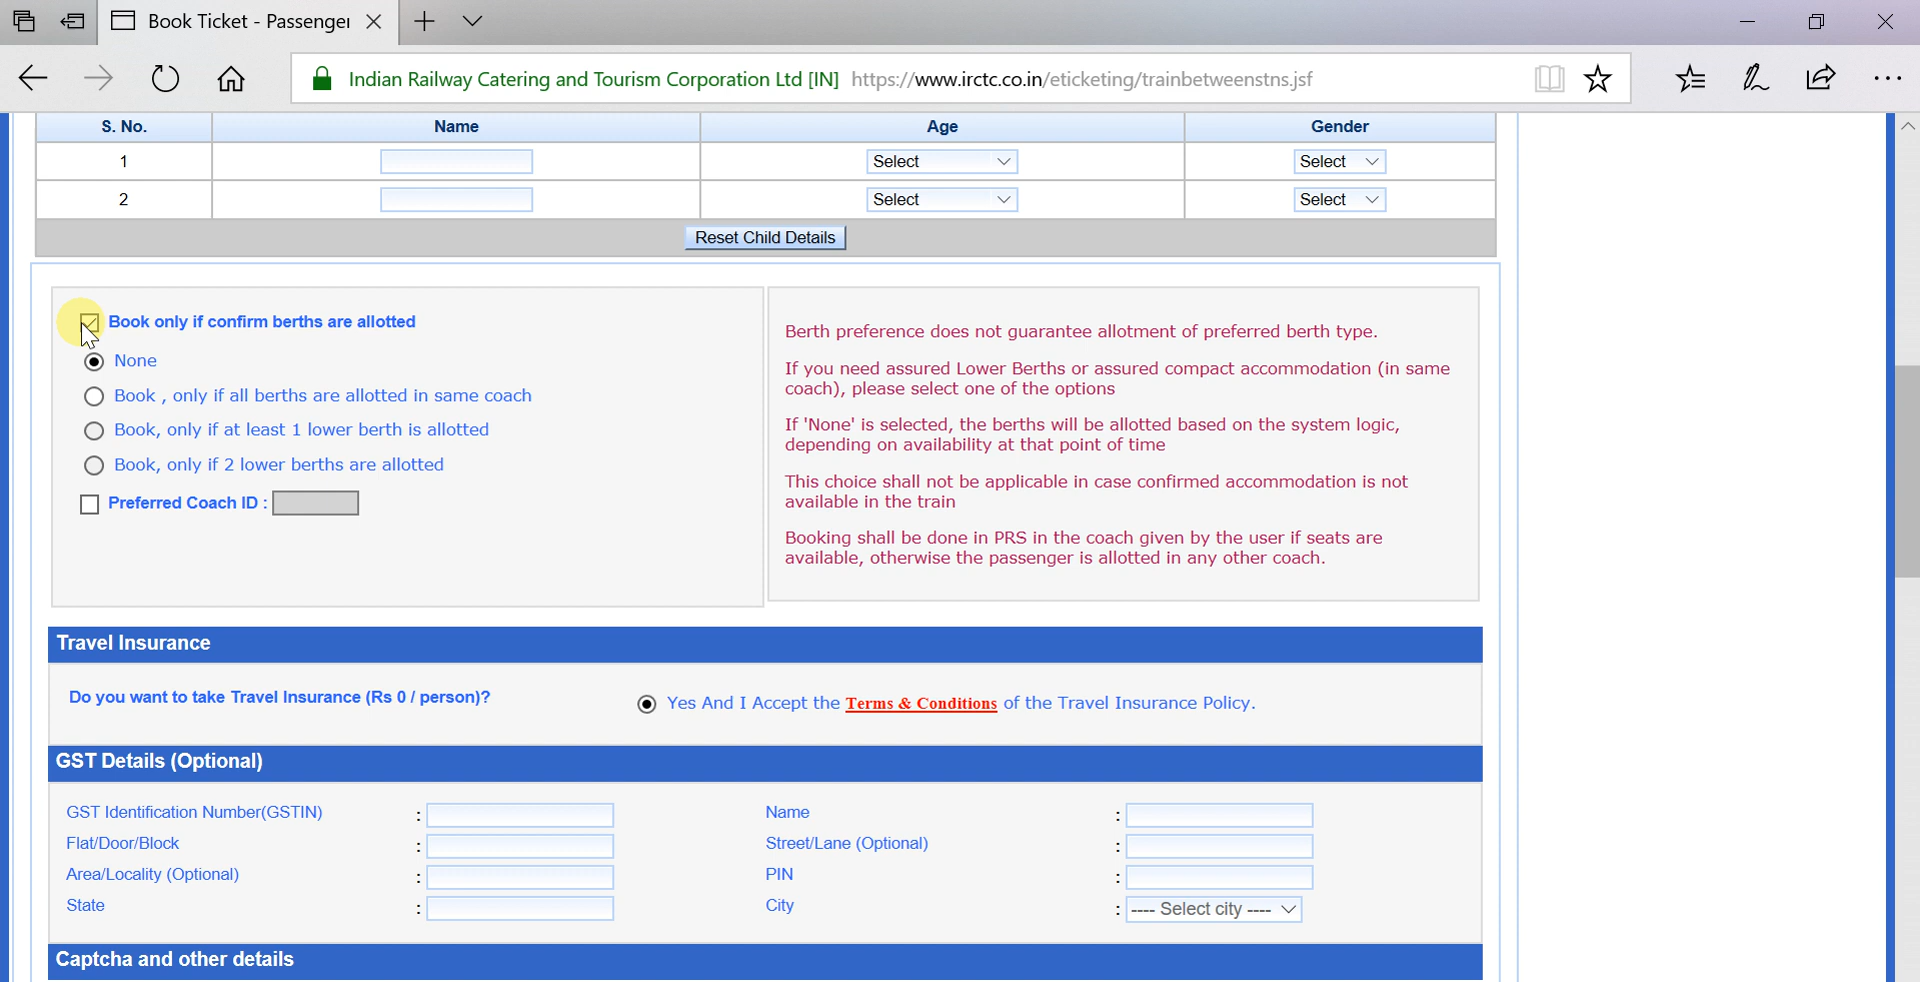 Book Ticket - Passenger
Indian Railway Catering and Tourism Corporation Ltd [IN] https://www.irctc.co.in/eticketing/trainbetweenstns.jsf
S. No. Name Age Gender
1 Select Select
2 Select Select
Reset Child Details
Book only if confirm berths are allotted
None
Book , only if all berths are allotted in same coach
Book, only if at least 1 lower berth is allotted
Book, only if 2 lower berths are allotted
Preferred Coach ID :
Berth preference does not guarantee allotment of preferred berth type.
If you need assured Lower Berths or assured compact accommodation (in same
coach), please select one of the options
If 'None' is selected, the berths will be allotted based on the system logic,
depending on availability at that point of time
This choice shall not be applicable in case confirmed accommodation is not
available in the train
Booking shall be done in PRS in the coach given by the user if seats are
available, otherwise the passenger is allotted in any other coach.
Travel Insurance
Do you want to take Travel Insurance (Rs 0 / person)? Yes And I Accept the Terms & Conditions of the Travel Insurance Policy.
GST Details (Optional)
GST Identification Number(GSTIN) : Name :
Flat/Door/Block : Street/Lane (Optional) :
Area/Locality (Optional) : PIN :
State : City : ---- Select city ----
Captcha and other details